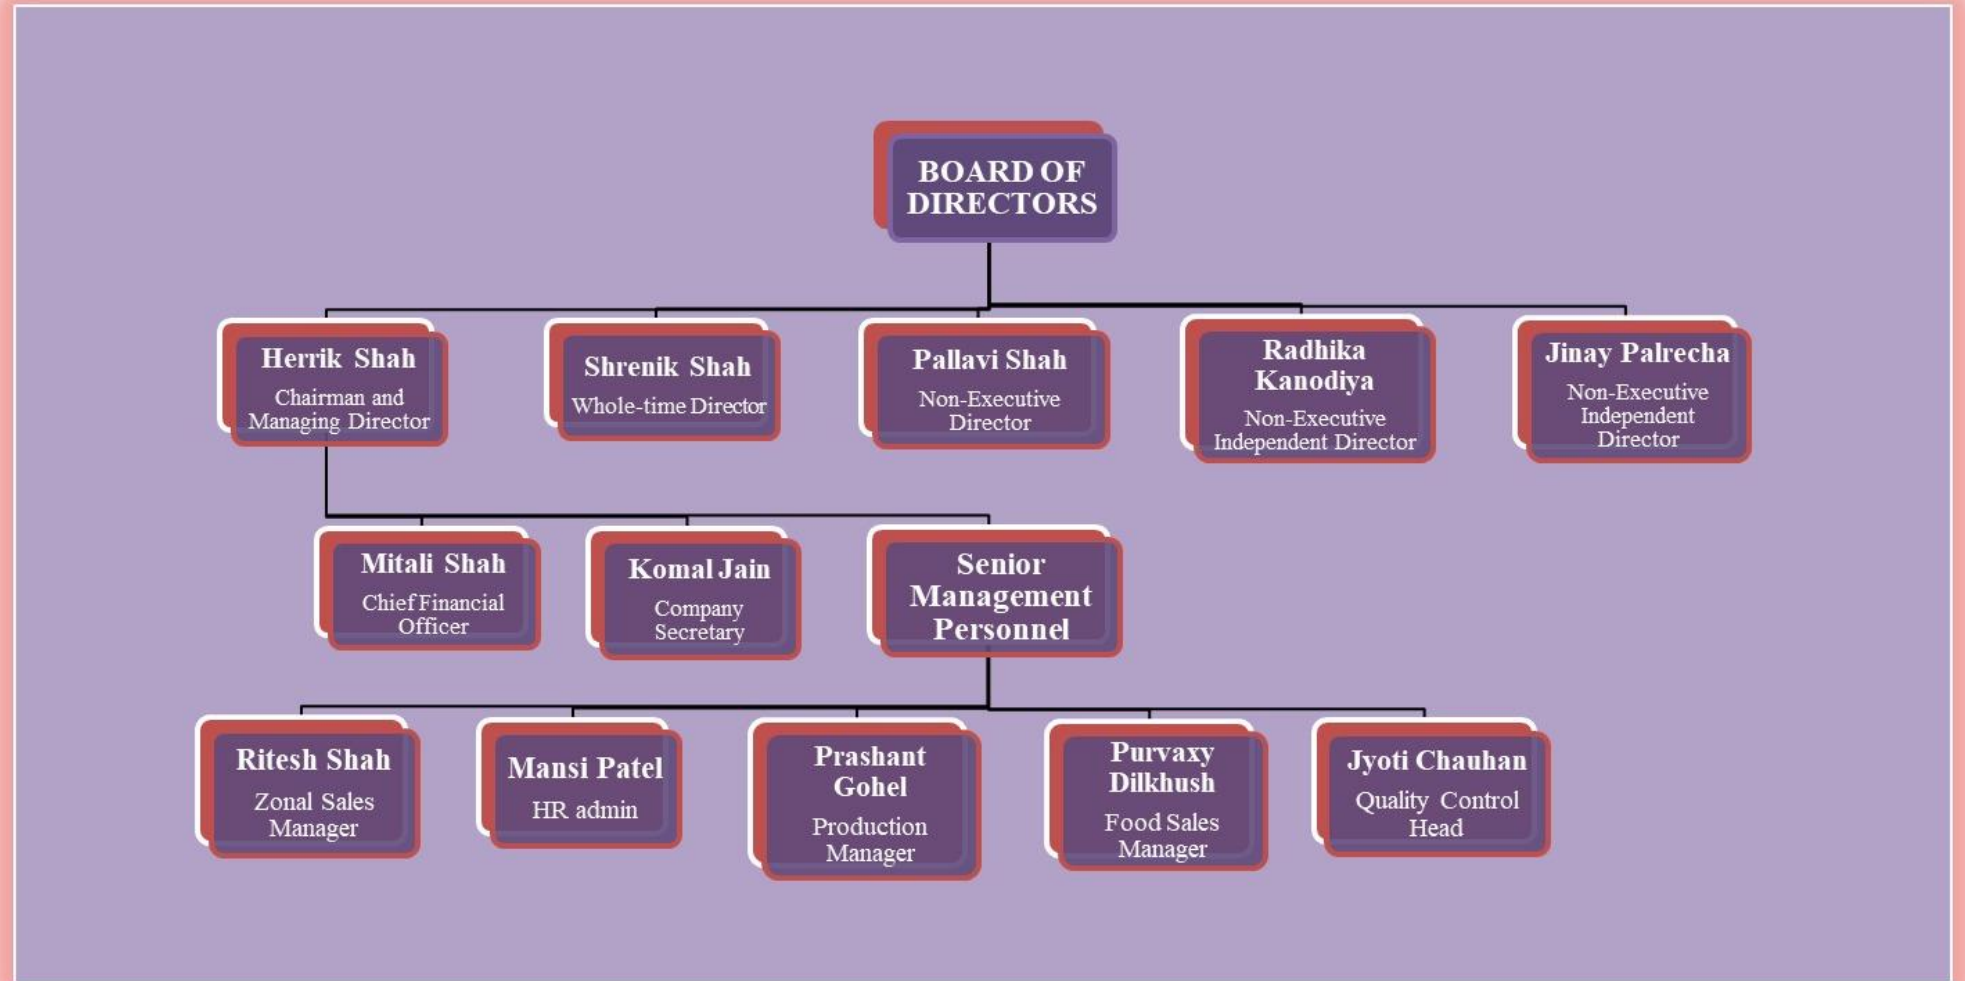 BOARD OF
DIRECTORS
Herrik Shah
Chairman and
Managing Director
Shrenik Shah
Whole-time Director
Pallavi Shah
Non-Executive
Director
Radhika
Kanodiya
Non-Executive
Independent Director
Jinay Palrecha
Non-Executive
Independent
Director
Mitali Shah
Chief Financial
Officer
Komal Jain
Company
Secretary
Senior
Management
Personnel
Ritesh Shah
Zonal Sales
Manager
Mansi Patel
HR admin
Prashant
Gohel
Production
Manager
Purvaxy
Dilkhush
Food Sales
Manager
Jyoti Chauhan
Quality Control
Head